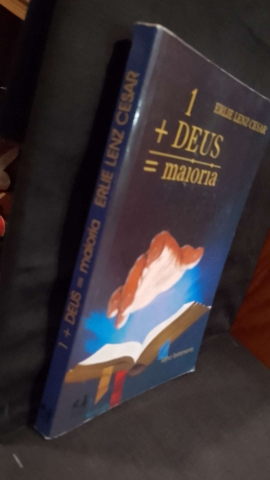 1
ERLIE LENZ CESAR
+ DEUS
= maioria
1 + DEUS = maioria ERLIE LENZ CESAR